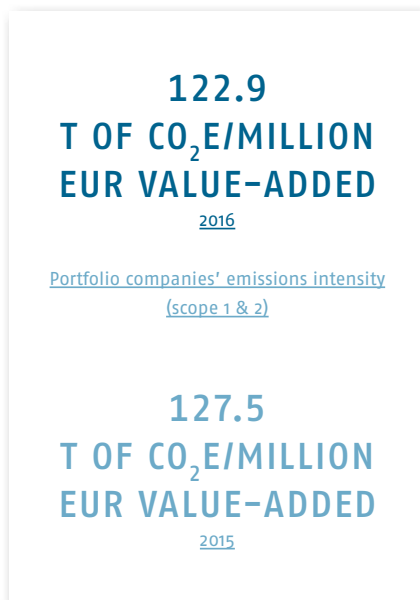 122.9
T OF CO₂E/MILLION
EUR VALUE-ADDED
2016
Portfolio companies’ emissions intensity
(scope 1 & 2)
127.5
T OF CO₂E/MILLION
EUR VALUE-ADDED
2015